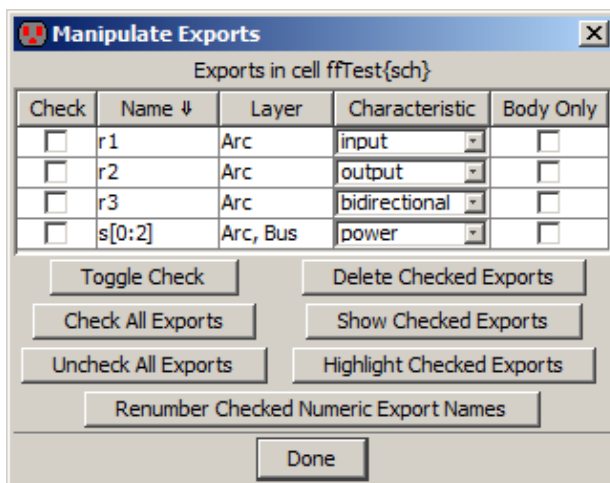 Manipulate Exports
Exports in cell ffTest{sch}
Check Name ⇓ Layer Characteristic Body Only
r1 Arc input
r2 Arc output
r3 Arc bidirectional
s[0:2] Arc, Bus power
Toggle Check Delete Checked Exports
Check All Exports Show Checked Exports
Uncheck All Exports Highlight Checked Exports
Renumber Checked Numeric Export Names
Done